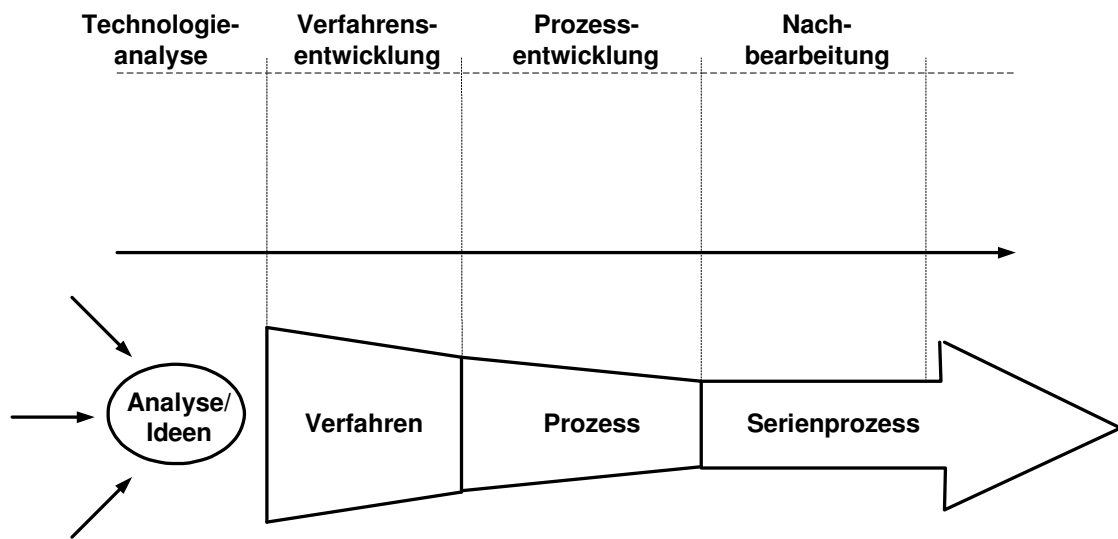 Technologie-
analyse
Verfahrens-
entwicklung
Prozess-
entwicklung
Nach-
bearbeitung
Analyse/
Ideen
Verfahren
Prozess
Serienprozess